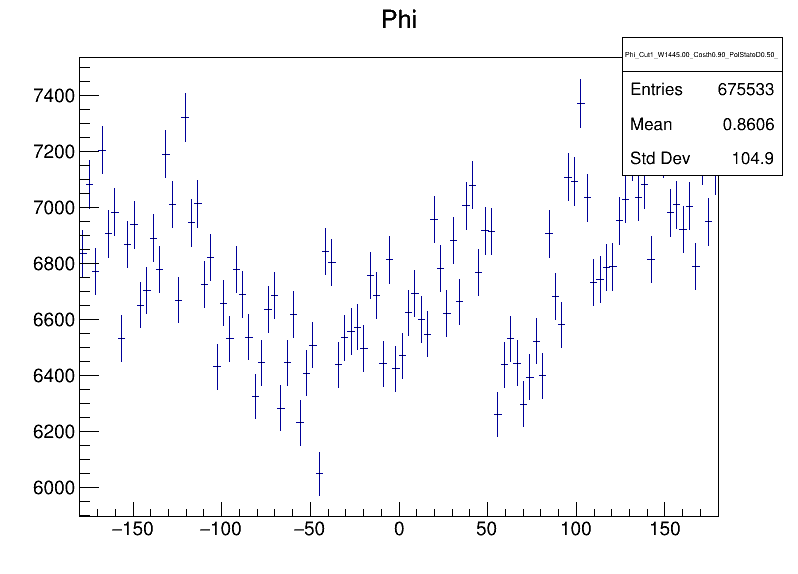 Phi
Phi_Cut1_W1445.00_Costh0.90_PolStateD0.50_
Entries 675533
Mean 0.8606
Std Dev 104.9
7400
7200
7000
6800
6600
6400
6200
6000
−150 −100 −50 0 50 100 150